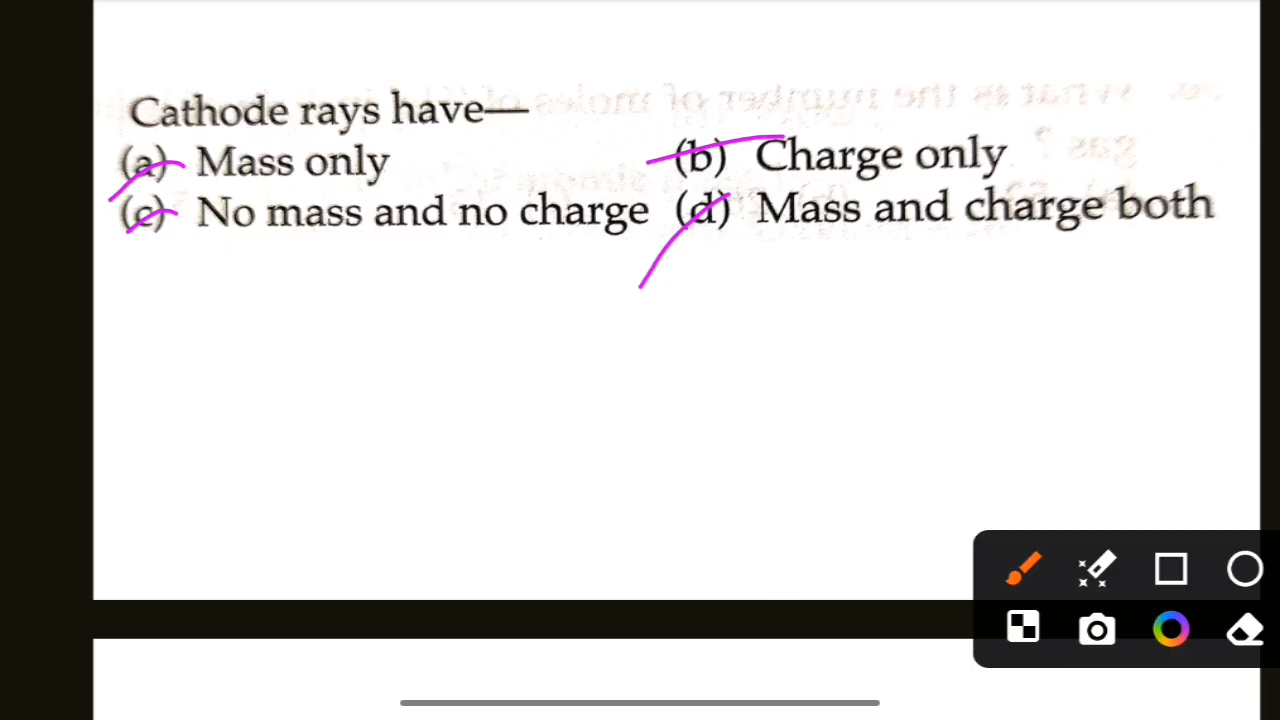 Cathode rays have—
(a) Mass only (b) Charge only
(c) No mass and no charge (d) Mass and charge both